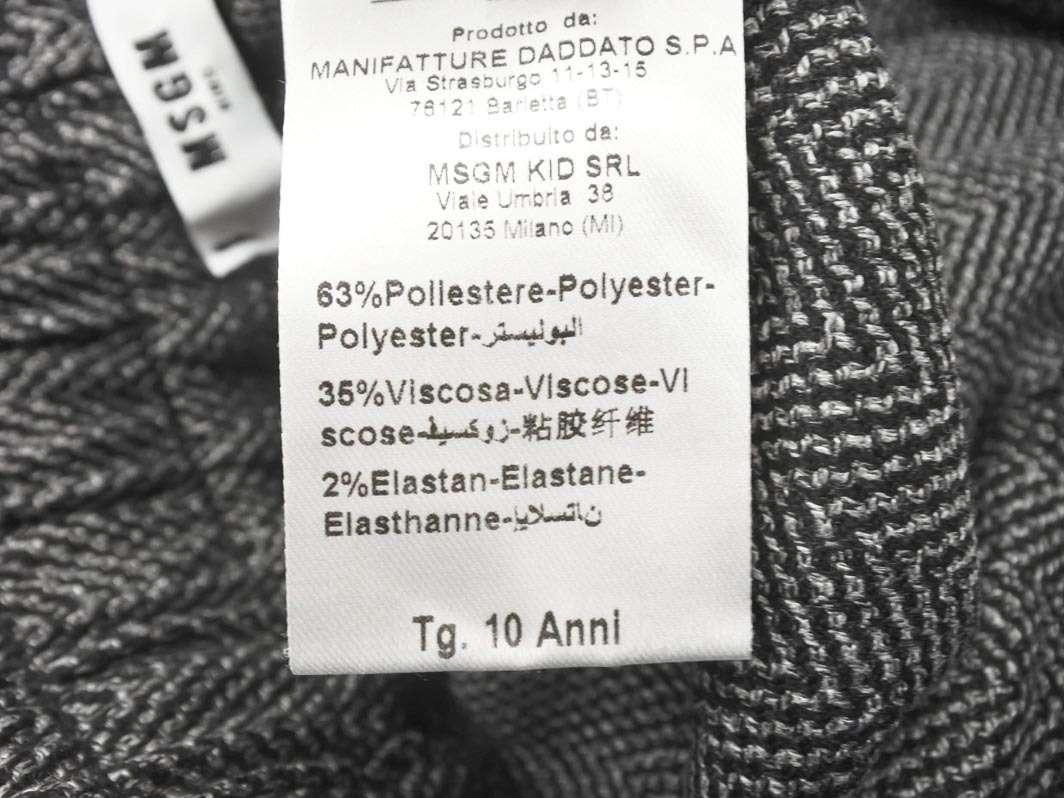 MSGM
Prodotto da:
MANIFATTURE DADDATO S.P.A
Via Strasburgo 11-13-15
76121 Barletta (BT)
Distribuito da:
MSGM KID SRL
Viale Umbria 38
20135 Milano (MI)
63%Poliestere-Polyester-
Polyester-البوليستر
35%Viscosa-Viscose-Vi
scose-زوكسيف-粘胶纤维
2%Elastan-Elastane-
Elasthanne-ناتسلايإ
Tg. 10 Anni